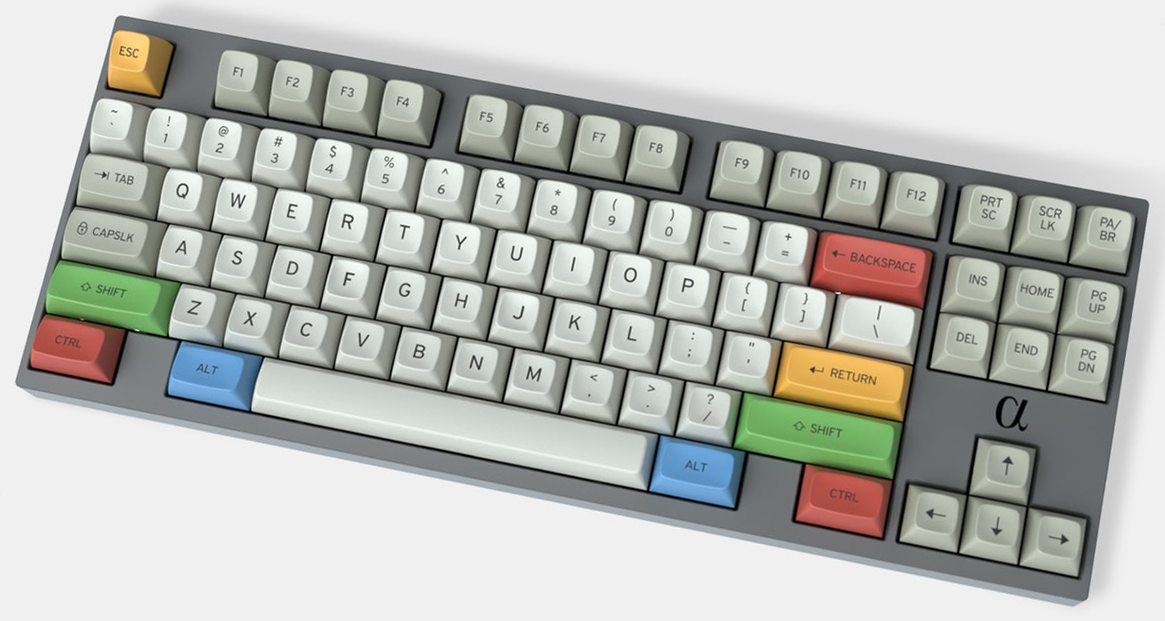 ESC F1 F2 F3 F4 F5 F6 F7 F8 F9 F10 F11 F12 PRT SC SCR LK PA/ BR
~ ` ! 1 @ 2 # 3 $ 4 % 5 ^ 6 & 7 * 8 ( 9 ) 0 — - + = ← BACKSPACE INS HOME PG UP
→| TAB Q W E R T Y U I O P { [ } ] | \ DEL END PG DN
CAPSLK A S D F G H J K L : ; " ' ↵ RETURN
⇧ SHIFT Z X C V B N M < , > . ? / ⇧ SHIFT ↑
CTRL ALT ALT CTRL ← ↓ →
α